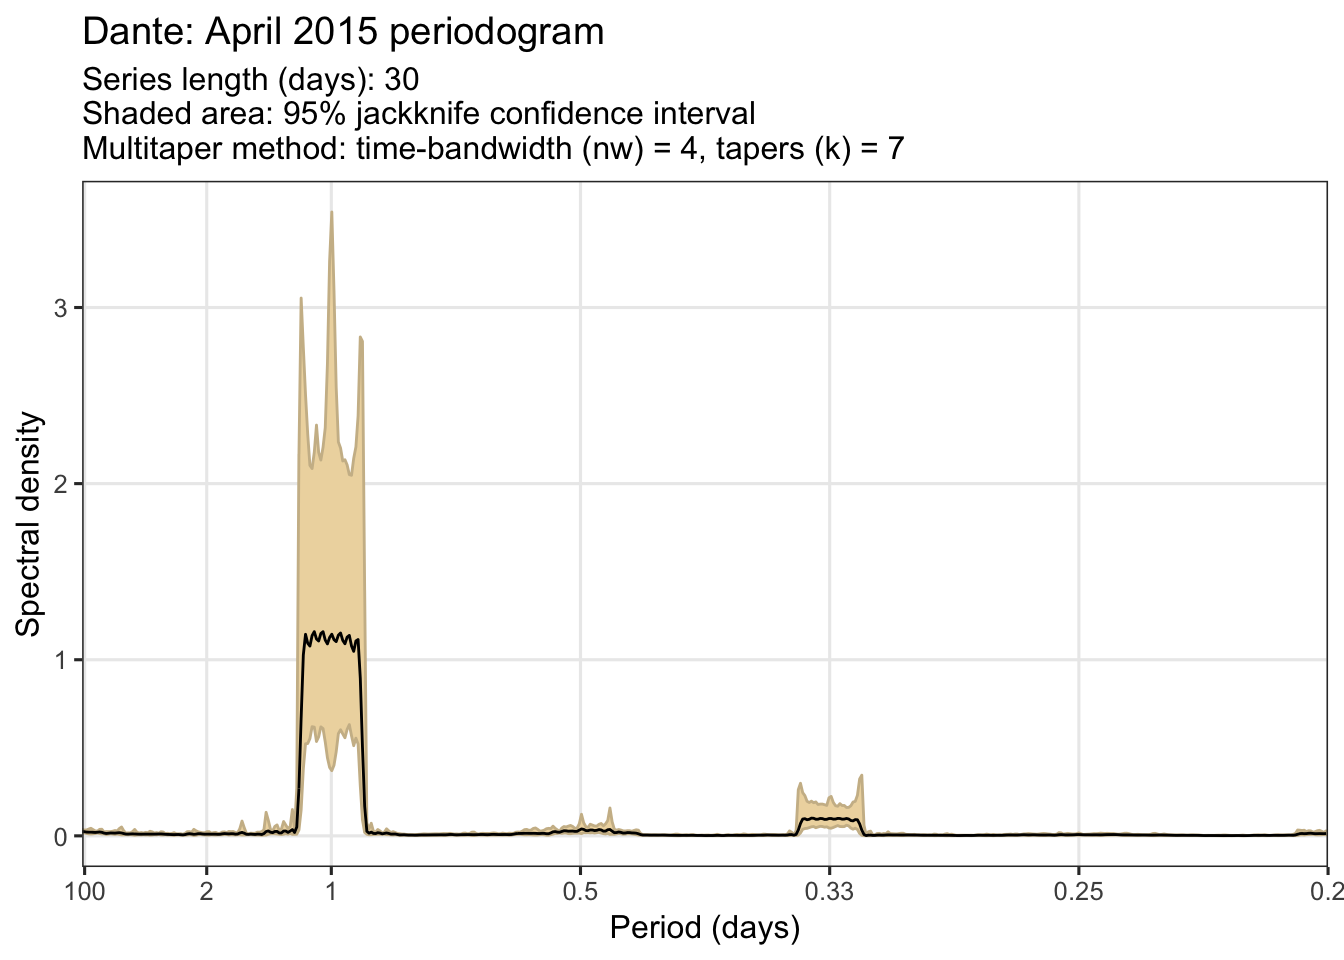 Dante: April 2015 periodogram
Series length (days): 30
Shaded area: 95% jackknife confidence interval
Multitaper method: time-bandwidth (nw) = 4, tapers (k) = 7
Spectral density
3
2
1
0
100 2 1 0.5 0.33 0.25 0.2
Period (days)